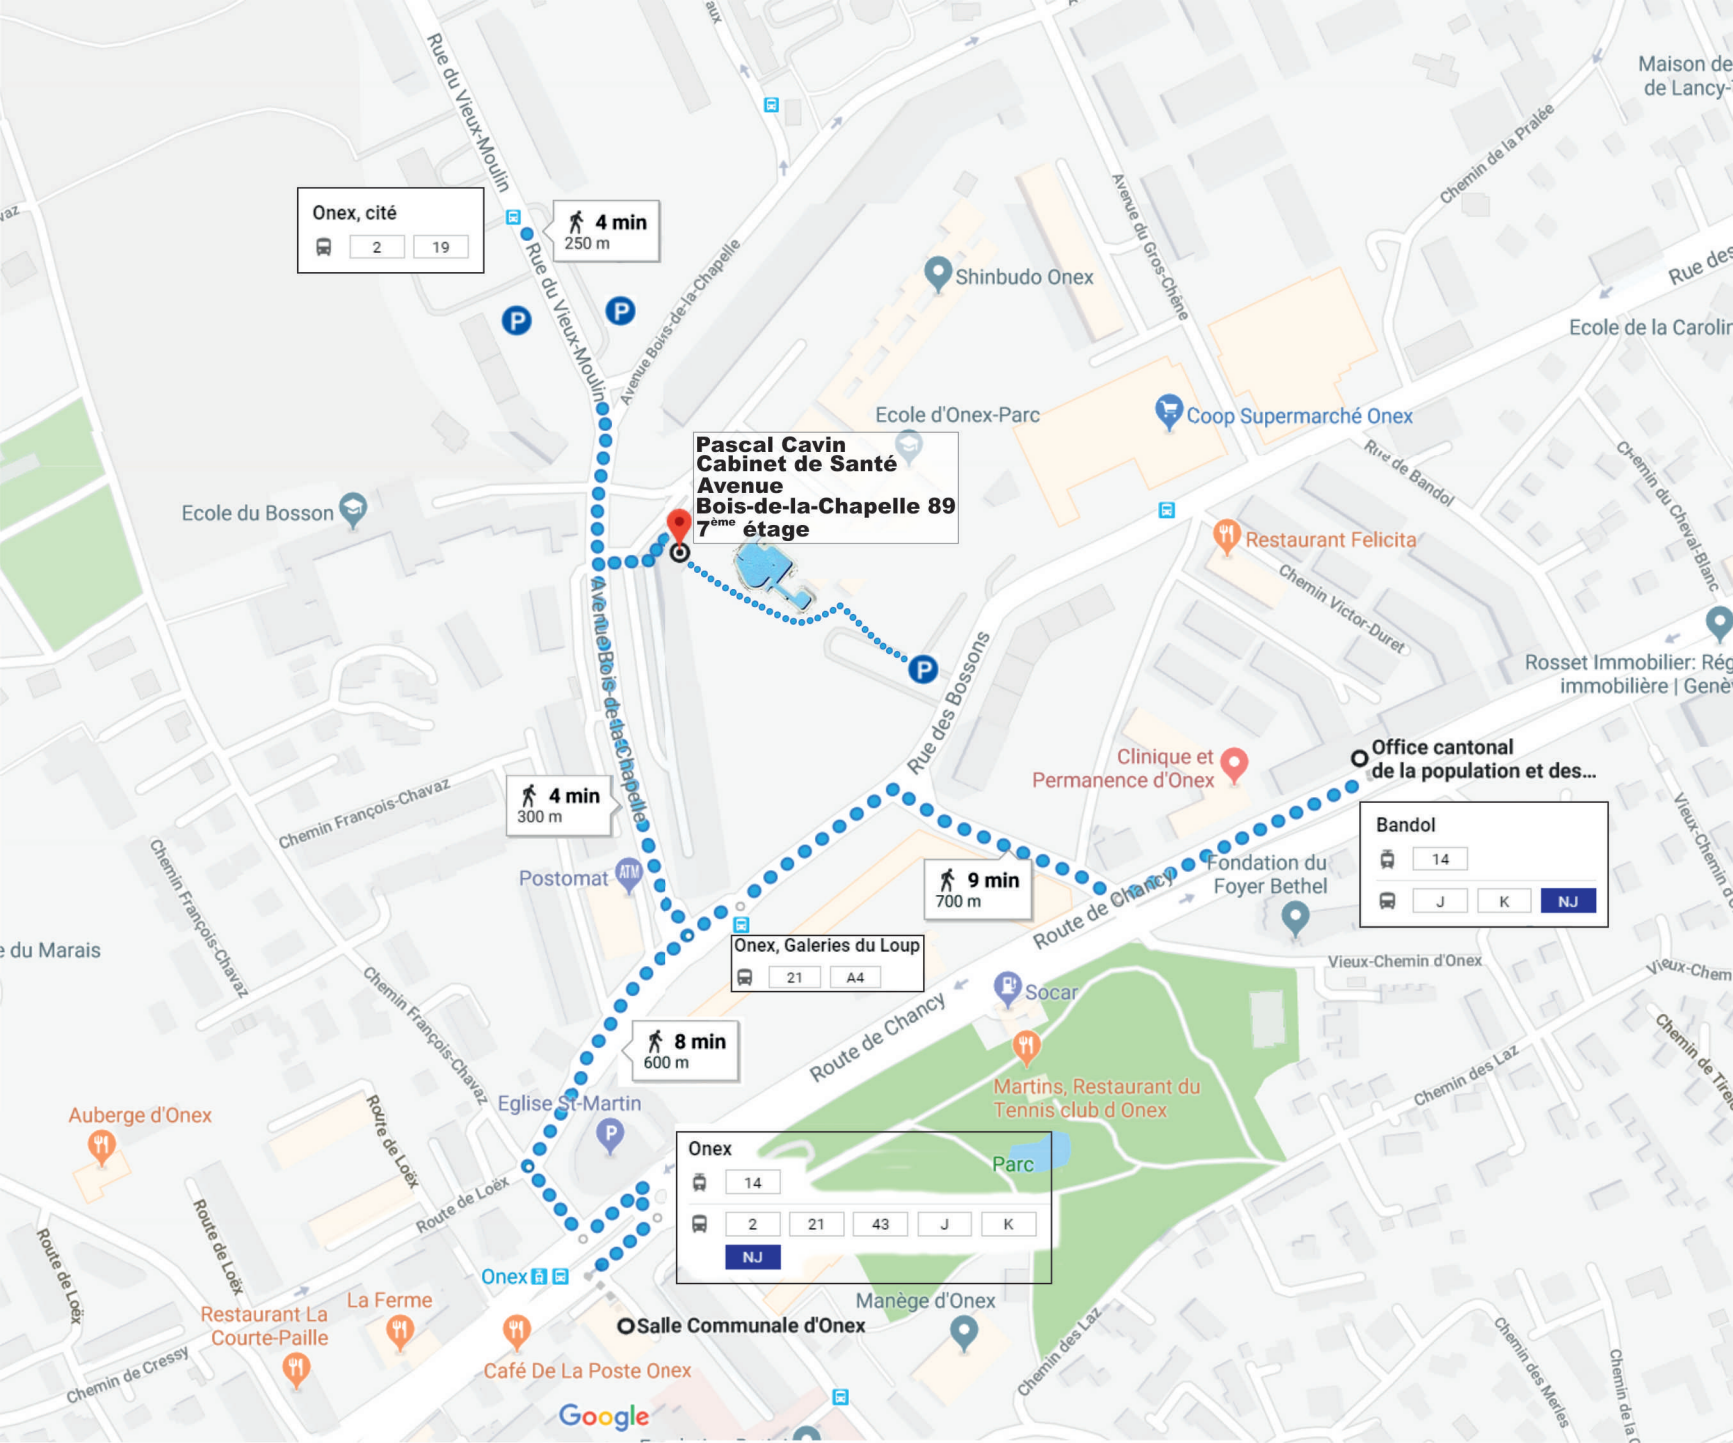 aux
Maison de
de Lancy-
Rue du Vieux-Moulin
Chemin de la Pralée
Avenue du Gros-Chêne
Onex, cité
2 19
4 min
250 m
Rue du Vieux-Moulin
Avenue Bois-de-la-Chapelle
Rue des
Shinbudo Onex
P
P
Ecole de la Carolin
Ecole d'Onex-Parc
Coop Supermarché Onex
Pascal Cavin
Cabinet de Santé
Avenue
Bois-de-la-Chapelle 89
7ème étage
Rue de Bandol
Chemin du Cheval-Blanc
Ecole du Bosson
Restaurant Felicita
Chemin Victor-Duret
Avenue Bois-de-la-Chapelle
P
Rue des Bossons
Rosset Immobilier: Rég
immobilière | Genè
Office cantonal
de la population et des...
Clinique et
Permanence d'Onex
4 min
300 m
Chemin François-Chavaz
Bandol
14
J K NJ
Postomat
ATM
9 min
700 m
Fondation du
Foyer Bethel
Route de Chancy
Vieux-Chemin d
Chemin François-Chavaz
e du Marais
Onex, Galeries du Loup
21 A4
Vieux-Chemin d'Onex
Vieux-Chem
Socar
Route de Chancy
Chemin François-Chavaz
8 min
600 m
Chemin des Laz
Chemin de Tirel
Martins, Restaurant du
Tennis club d Onex
Eglise St-Martin
P
Auberge d'Onex
Route de Loëx
Onex
14
2 21 43 J K
NJ
Parc
Route de Loëx
Route de Loëx
Route de Loëx
Onex
La Ferme
Restaurant La
Courte-Paille
Manège d'Onex
Salle Communale d'Onex
Chemin des Laz
Chemin de Cressy
Café De La Poste Onex
Chemin des Merles
Chemin de la C
Google